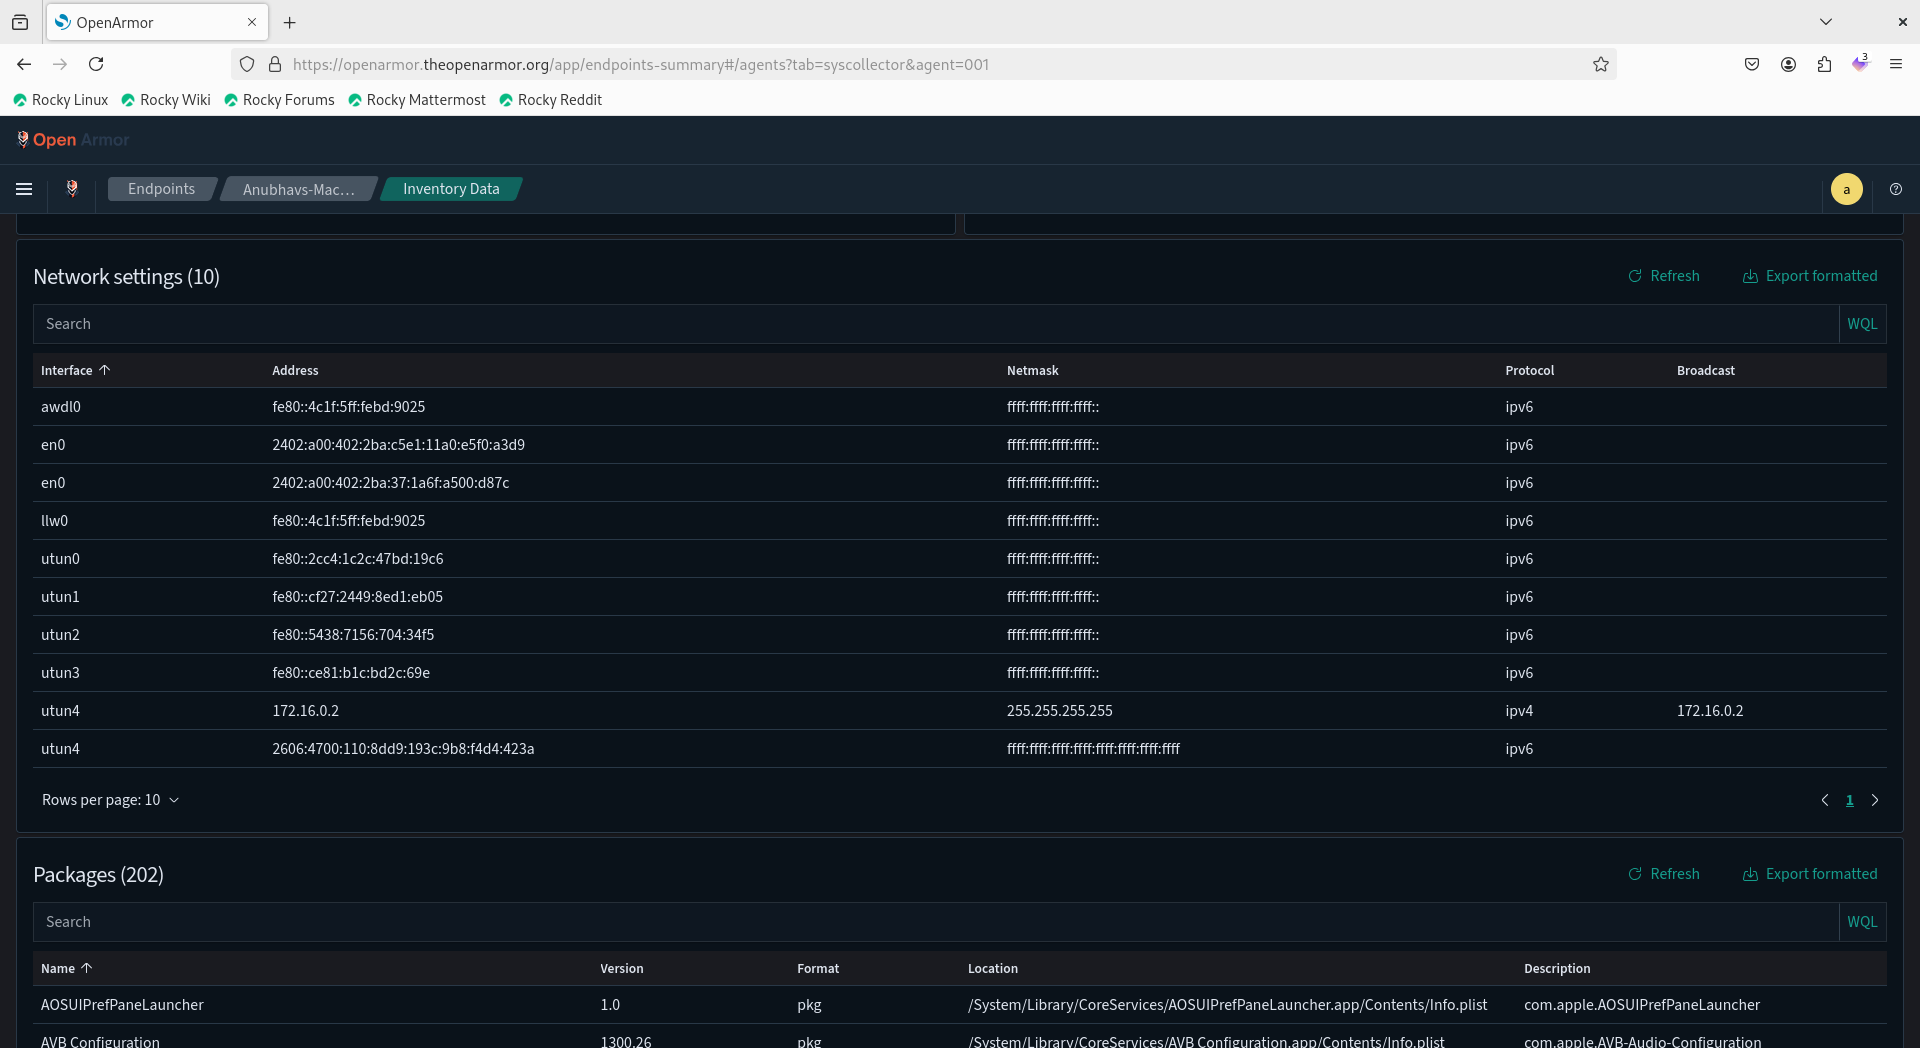 OpenArmor
https://openarmor.theopenarmor.org/app/endpoints-summary#/agents?tab=syscollector&agent=001
3
Rocky Linux Rocky Wiki Rocky Forums Rocky Mattermost Rocky Reddit
Open Armor
Endpoints Anubhavs-Mac... Inventory Data a
Network settings (10) Refresh Export formatted
Search WQL
Interface Address Netmask Protocol Broadcast
awdl0 fe80::4c1f:5ff:febd:9025 ffff:ffff:ffff:ffff:: ipv6
en0 2402:a00:402:2ba:c5e1:11a0:e5f0:a3d9 ffff:ffff:ffff:ffff:: ipv6
en0 2402:a00:402:2ba:37:1a6f:a500:d87c ffff:ffff:ffff:ffff:: ipv6
llw0 fe80::4c1f:5ff:febd:9025 ffff:ffff:ffff:ffff:: ipv6
utun0 fe80::2cc4:1c2c:47bd:19c6 ffff:ffff:ffff:ffff:: ipv6
utun1 fe80::cf27:2449:8ed1:eb05 ffff:ffff:ffff:ffff:: ipv6
utun2 fe80::5438:7156:704:34f5 ffff:ffff:ffff:ffff:: ipv6
utun3 fe80::ce81:b1c:bd2c:69e ffff:ffff:ffff:ffff:: ipv6
utun4 172.16.0.2 255.255.255.255 ipv4 172.16.0.2
utun4 2606:4700:110:8dd9:193c:9b8:f4d4:423a ffff:ffff:ffff:ffff:ffff:ffff:ffff:ffff ipv6
Rows per page: 10 1
Packages (202) Refresh Export formatted
Search WQL
Name Version Format Location Description
AOSUIPrefPaneLauncher 1.0 pkg /System/Library/CoreServices/AOSUIPrefPaneLauncher.app/Contents/Info.plist com.apple.AOSUIPrefPaneLauncher
AVB Configuration 1300.26 pkg /System/Library/CoreServices/AVB Configuration.app/Contents/Info.plist com.apple.AVB-Audio-Configuration